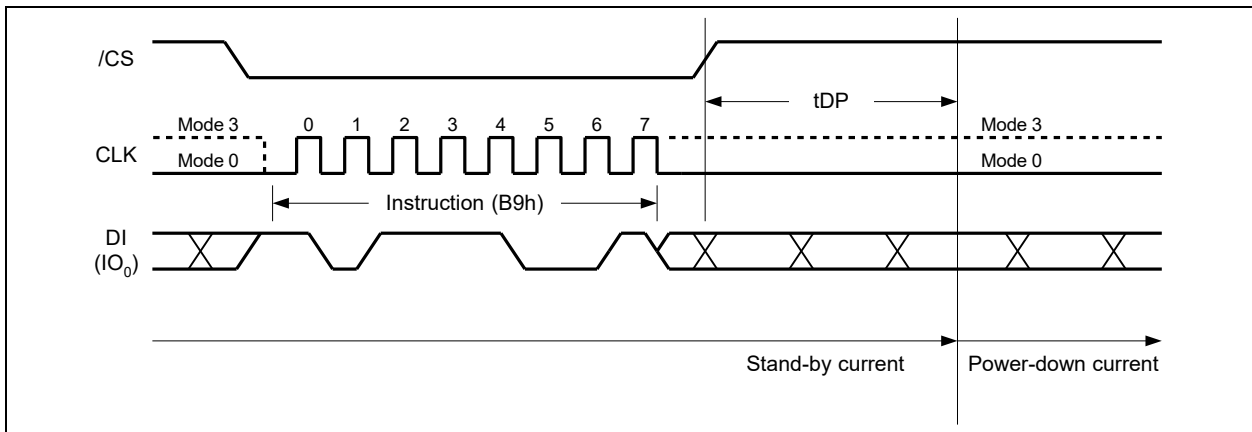 /CS
tDP
Mode 3 0 1 2 3 4 5 6 7 Mode 3
CLK
Mode 0 Mode 0
Instruction (B9h)
DI
(IO0)
Stand-by current Power-down current